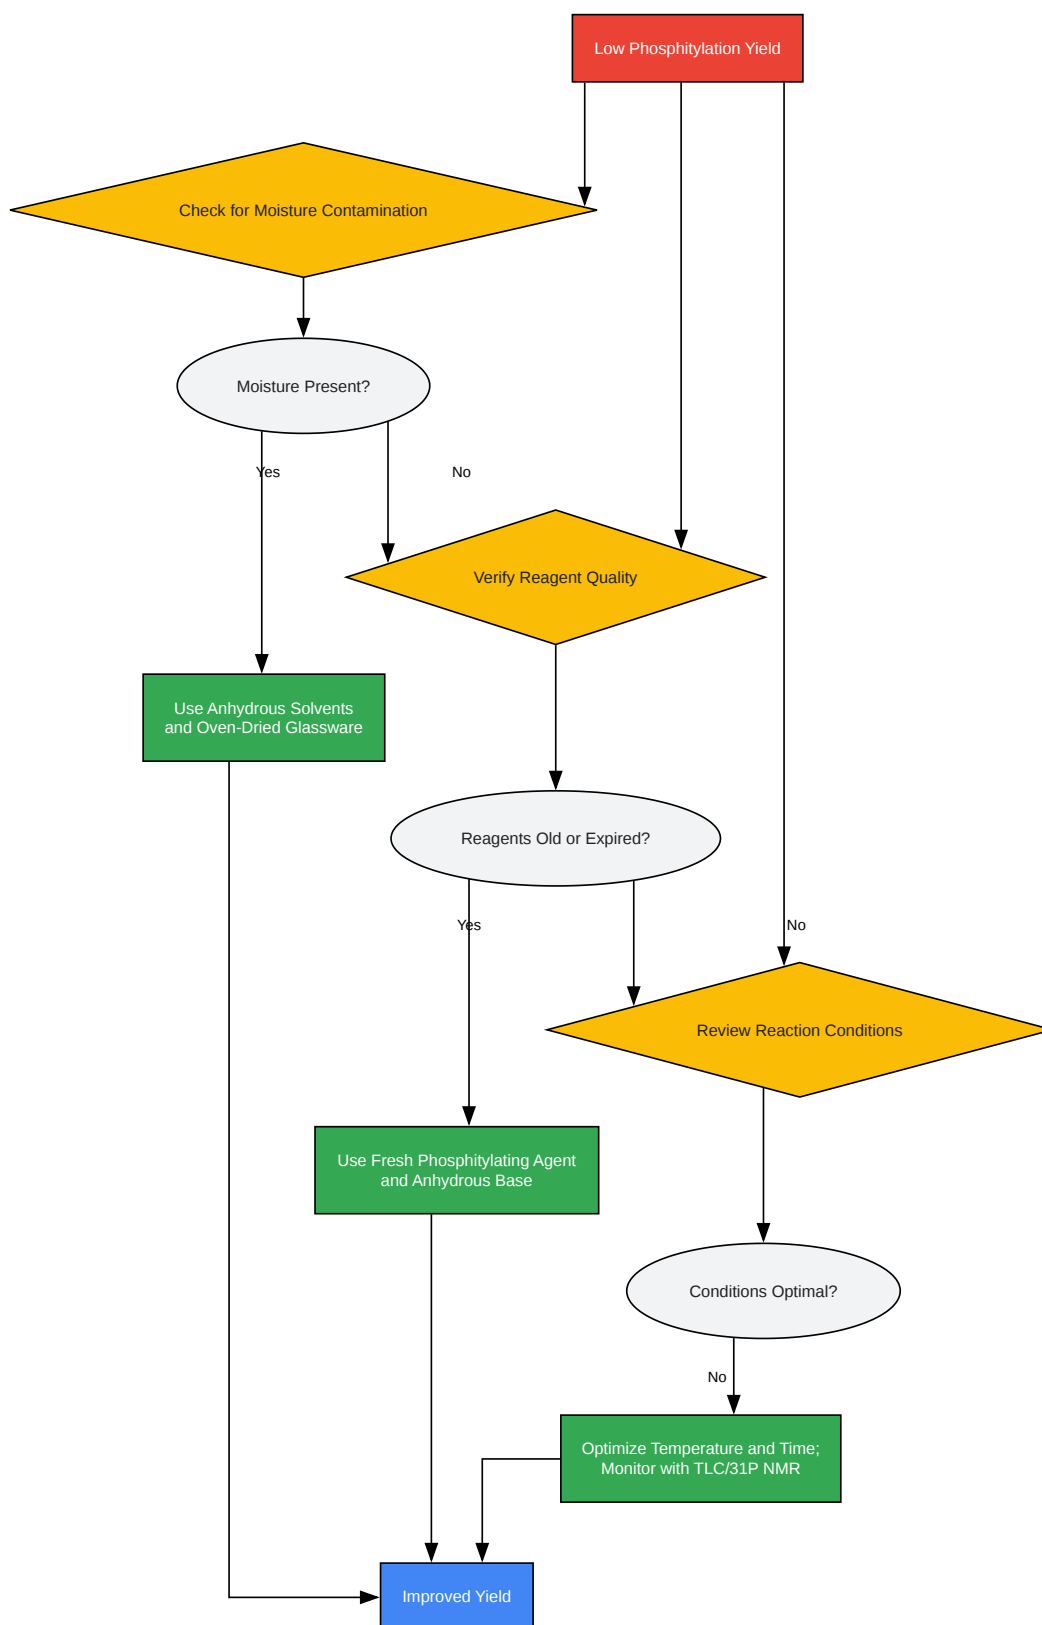 Low Phosphitylation Yield
Check for Moisture Contamination
Moisture Present?
Yes
No
Verify Reagent Quality
Use Anhydrous Solvents
and Oven-Dried Glassware
Reagents Old or Expired?
Yes
No
Review Reaction Conditions
Use Fresh Phosphitylating Agent
and Anhydrous Base
Conditions Optimal?
No
Optimize Temperature and Time;
Monitor with TLC/31P NMR
Improved Yield